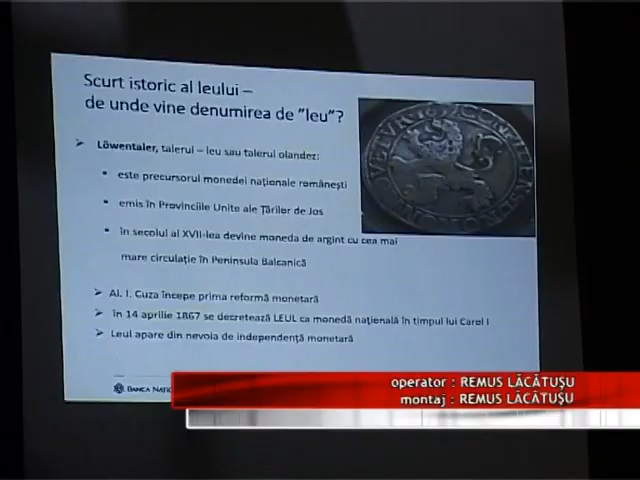 Scurt istoric al leului –
de unde vine denumirea de "leu"?
Löwentaler, talerul – leu sau talerul olandez:
este precursorul monedei naționale românești
emis în Provinciile Unite ale Țărilor de Jos
în secolul al XVII-lea devine moneda de argint cu cea mai
mare circulație în Peninsula Balcanică
Al. I. Cuza începe prima reformă monetară
în 14 aprilie 1867 se decretează LEUL ca monedă națională în timpul lui Carol I
Leul apare din nevoia de independență monetară
BANCA
operator : REMUS LĂCĂTUȘU
montaj : REMUS LĂCĂTUȘU